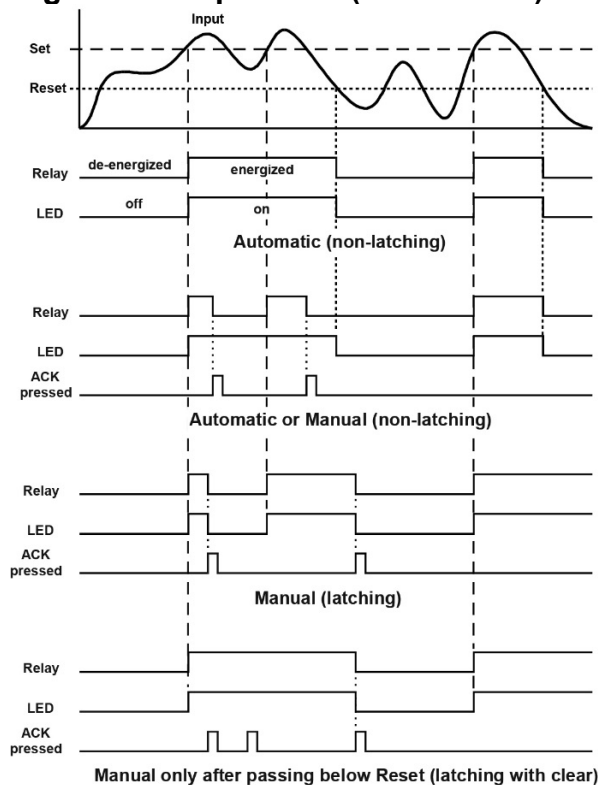 Input
Set
Reset
Relay
de-energized
energized
LED
off
on
Automatic (non-latching)
Relay
LED
ACK
pressed
Automatic or Manual (non-latching)
Relay
LED
ACK
pressed
Manual (latching)
Relay
LED
ACK
pressed
Manual only after passing below Reset (latching with clear)